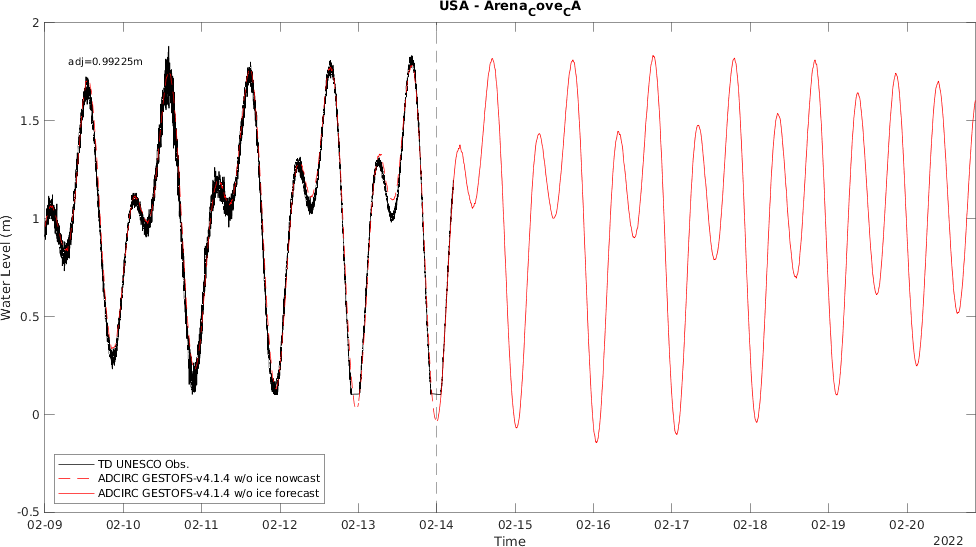 USA - ArenaCoveCA
adj=0.99225m
2
1.5
1
0.5
0
-0.5
Water Level (m)
TD UNESCO Obs.
ADCIRC GESTOFS-v4.1.4 w/o ice nowcast
ADCIRC GESTOFS-v4.1.4 w/o ice forecast
02-09 02-10 02-11 02-12 02-13 02-14 02-15 02-16 02-17 02-18 02-19 02-20
Time
2022